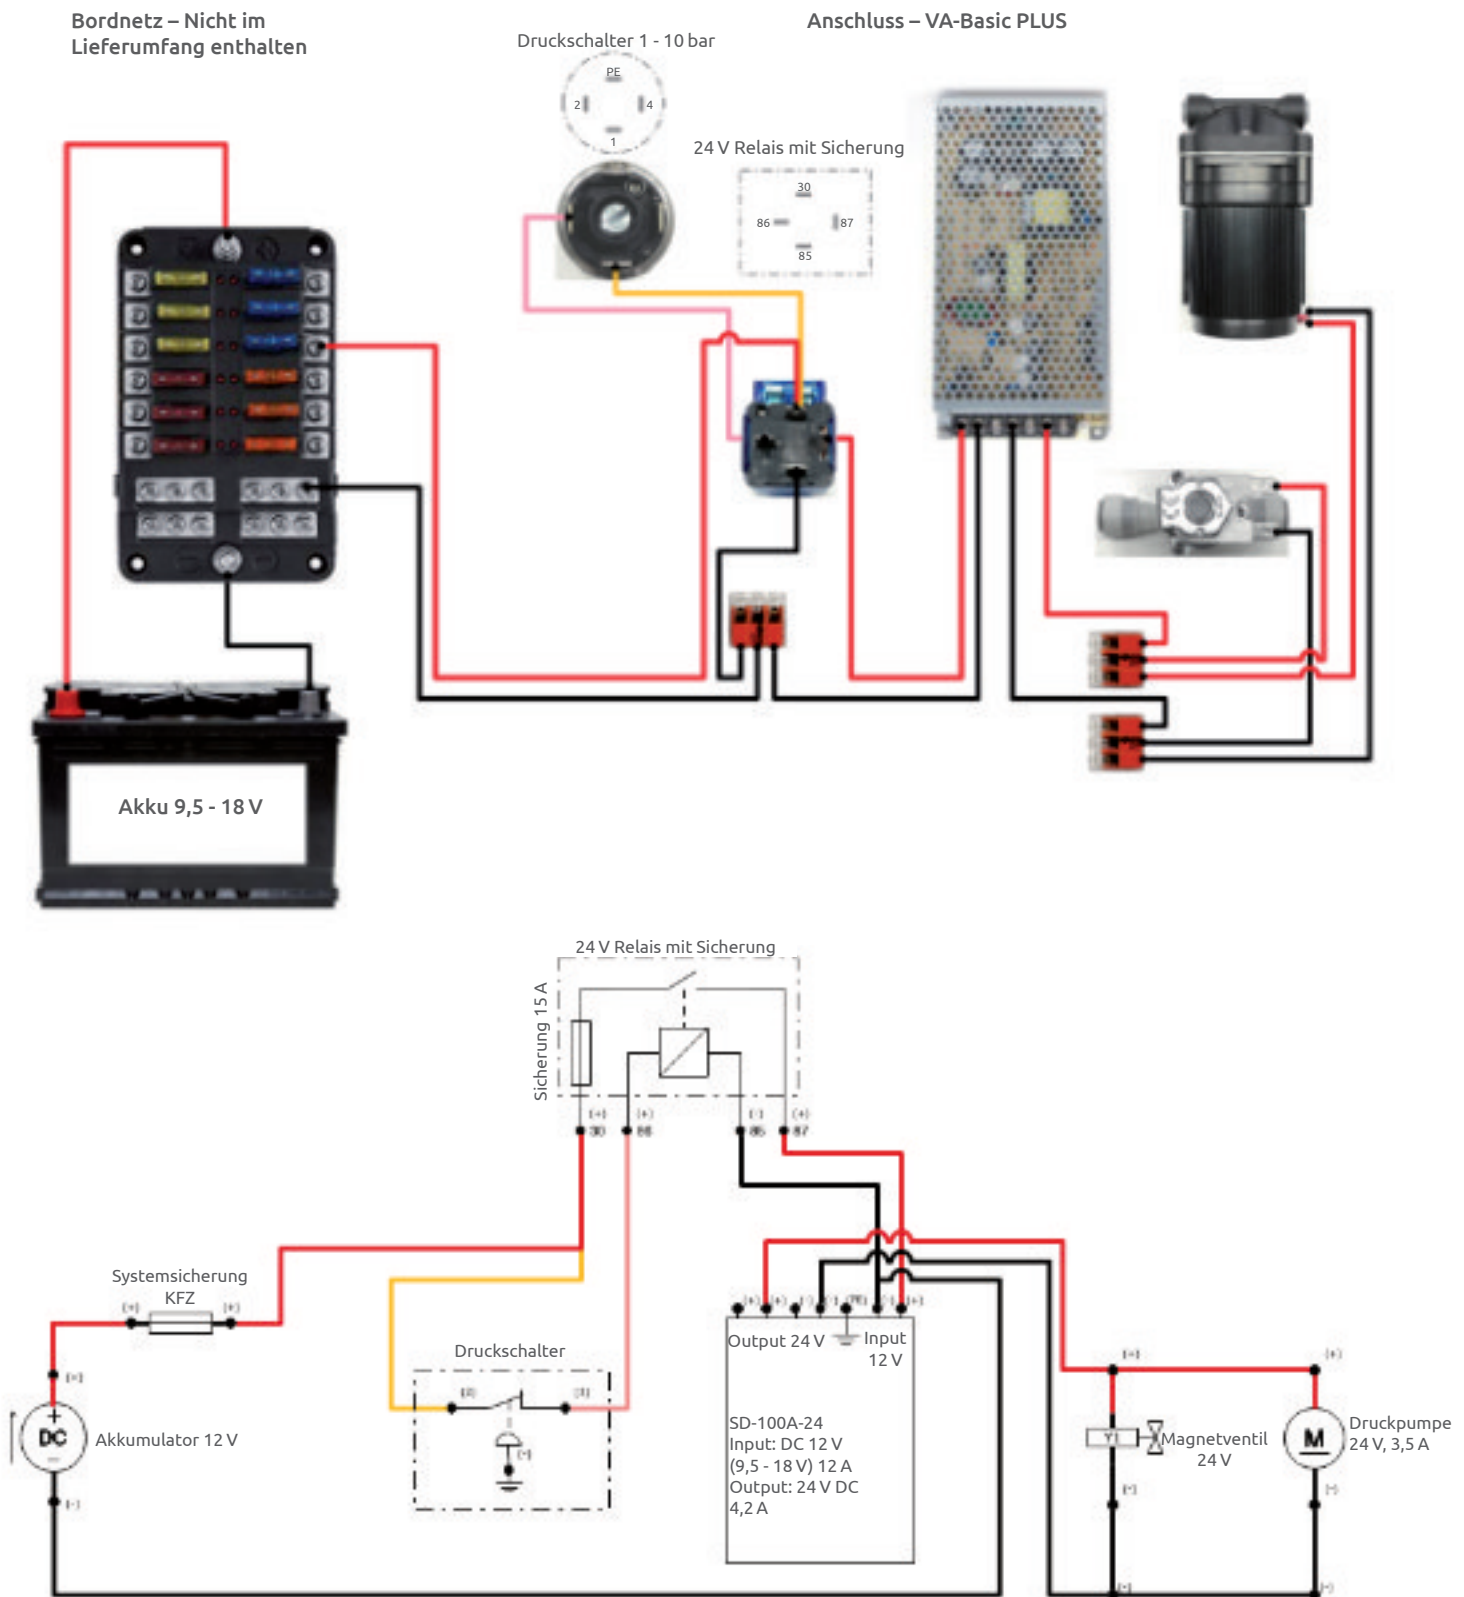 Bordnetz – Nicht im
Lieferumfang enthalten
Anschluss – VA-Basic PLUS
Druckschalter 1 - 10 bar
PE
2
4
1
24 V Relais mit Sicherung
30
86
87
85
Akku 9,5 - 18 V
24 V Relais mit Sicherung
Sicherung 15 A
(+)
(+)
(-)
(+)
30
86
85
87
Systemsicherung
KFZ
(+)
(+)
(+)
+
DC
–
Akkumulator 12 V
(-)
Druckschalter
(+) (+) (-) (-) (PE) (-) (+)
Output 24 V
Input
12 V
SD-100A-24
Input: DC 12 V
(9,5 - 18 V) 12 A
Output: 24 V DC
4,2 A
(+)
(+)
Y1
Magnetventil
24 V
M
Druckpumpe
24 V, 3,5 A
(-)
(-)
(-)
(-)